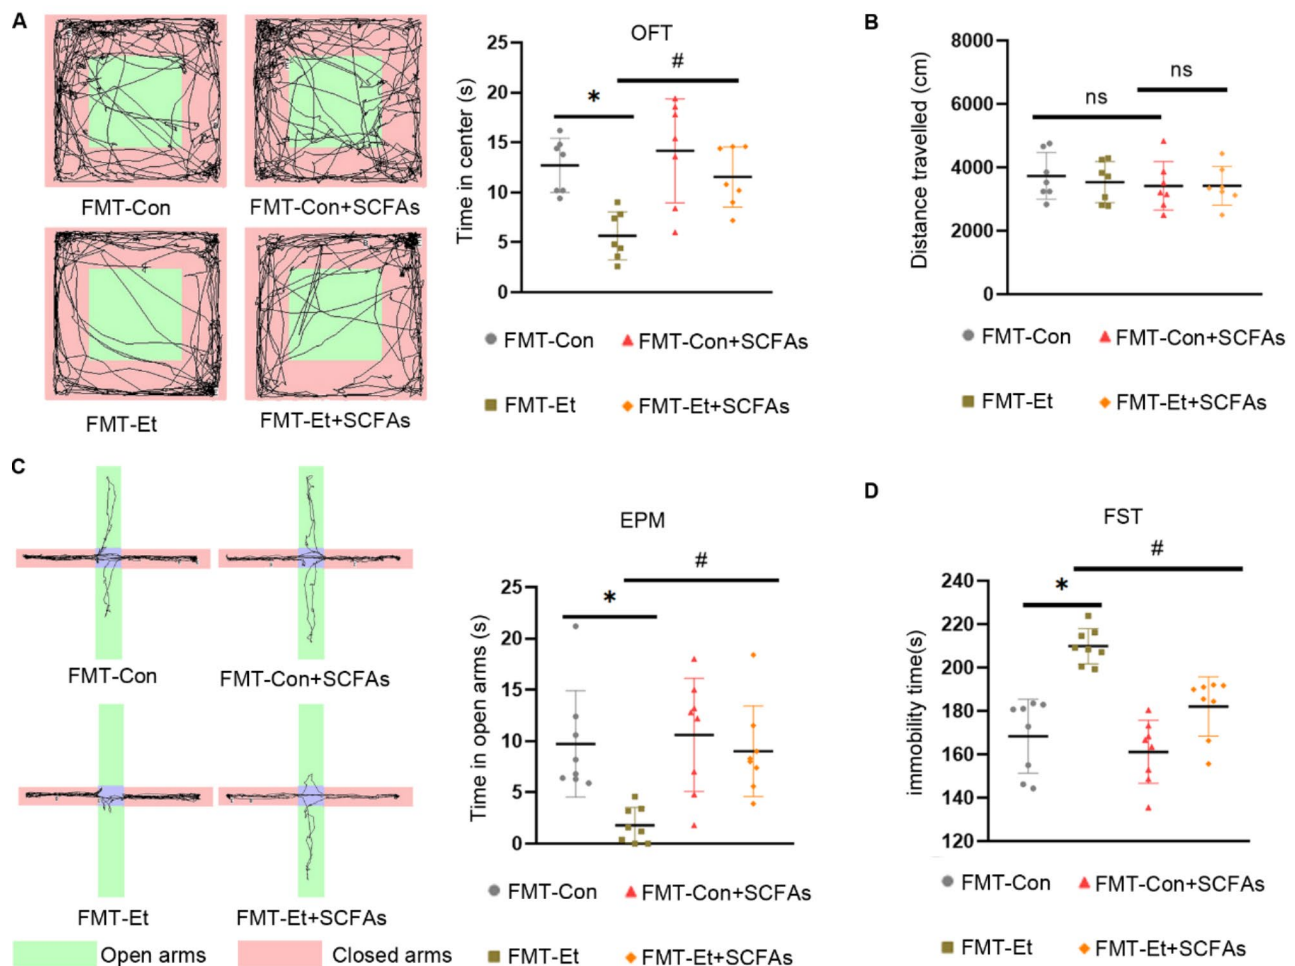 A
FMT-Con
FMT-Con+SCFAs
FMT-Et
FMT-Et+SCFAs
OFT
Time in center (s)
25
20
15
10
5
0
*
#
FMT-Con
FMT-Con+SCFAs
FMT-Et
FMT-Et+SCFAs
B
Distance travelled (cm)
8000
6000
4000
2000
0
ns
ns
FMT-Con
FMT-Con+SCFAs
FMT-Et
FMT-Et+SCFAs
C
FMT-Con
FMT-Con+SCFAs
FMT-Et
FMT-Et+SCFAs
Open arms
Closed arms
EPM
Time in open arms (s)
25
20
15
10
5
0
*
#
FMT-Con
FMT-Con+SCFAs
FMT-Et
FMT-Et+SCFAs
D
FST
immobility time(s)
240
220
200
180
160
140
120
*
#
FMT-Con
FMT-Con+SCFAs
FMT-Et
FMT-Et+SCFAs